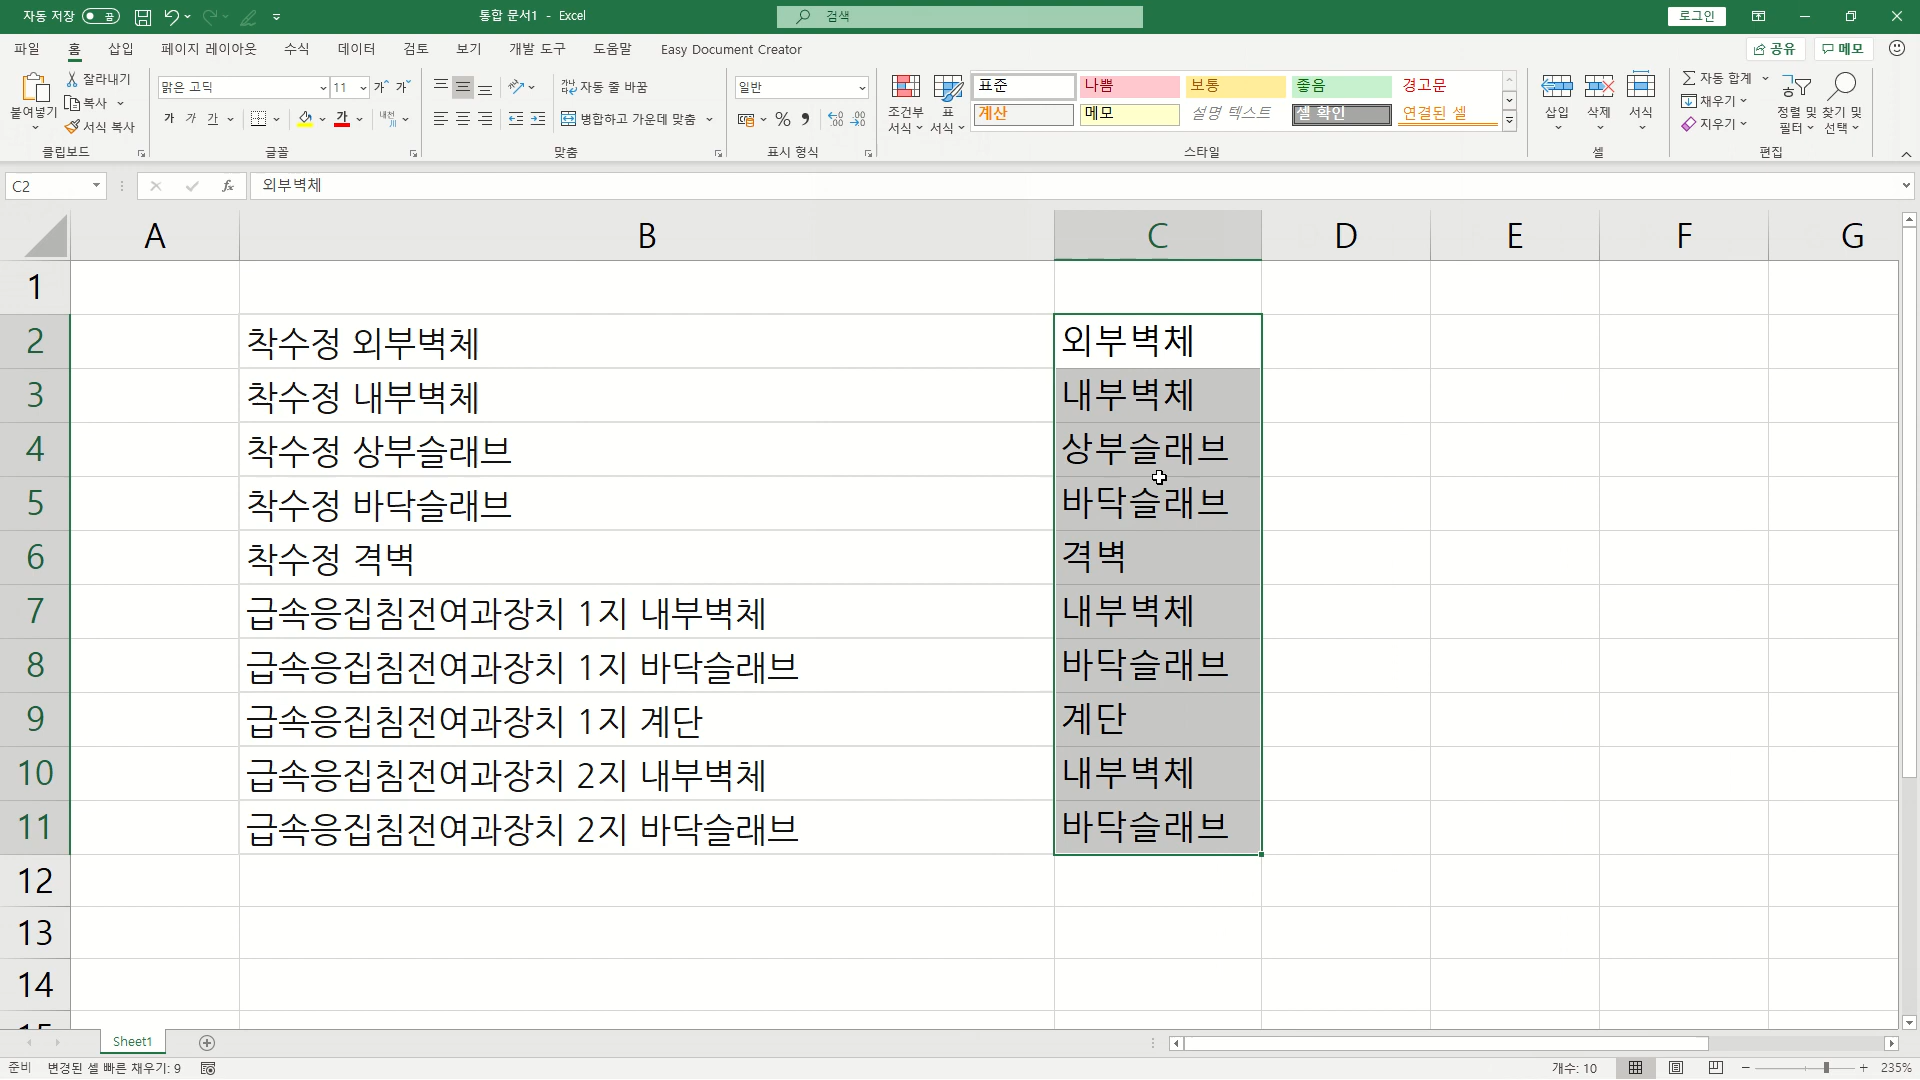 자동 저장 끔 통합 문서1 - Excel 검색 로그인
파일 홈 삽입 페이지 레이아웃 수식 데이터 검토 보기 개발 도구 도움말 Easy Document Creator 공유 메모
붙여넣기 잘라내기 복사 서식 복사 클립보드
맑은 고딕 11 가 가 가 가 가 가 내천 글꼴
자동 줄 바꿈 병합하고 가운데 맞춤 맞춤
일반 % 표시 형식
조건부 서식 표 서식 표준 나쁨 보통 좋음 경고문
계산 메모 설명 텍스트 셀 확인 연결된 셀 스타일
삽입 삭제 서식 셀
자동 합계 채우기 지우기 정렬 및 필터 찾기 및 선택 편집
C2 fx 외부벽체
A B C D E F G
1
2 착수정 외부벽체 외부벽체
3 착수정 내부벽체 내부벽체
4 착수정 상부슬래브 상부슬래브
5 착수정 바닥슬래브 바닥슬래브
6 착수정 격벽 격벽
7 급속응집침전여과장치 1지 내부벽체 내부벽체
8 급속응집침전여과장치 1지 바닥슬래브 바닥슬래브
9 급속응집침전여과장치 1지 계단 계단
10 급속응집침전여과장치 2지 내부벽체 내부벽체
11 급속응집침전여과장치 2지 바닥슬래브 바닥슬래브
12
13
14
15
Sheet1
준비 변경된 셀 빠른 채우기: 9 개수: 10 235%